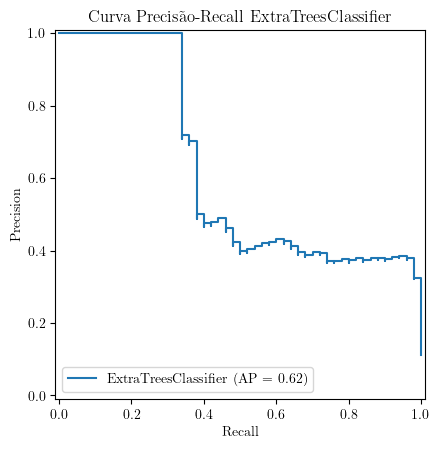 Curva Precisão-Recall ExtraTreesClassifier
1.0
0.8
0.6
0.4
0.2
0.0
Precision
ExtraTreesClassifier (AP = 0.62)
0.0 0.2 0.4 0.6 0.8 1.0
Recall